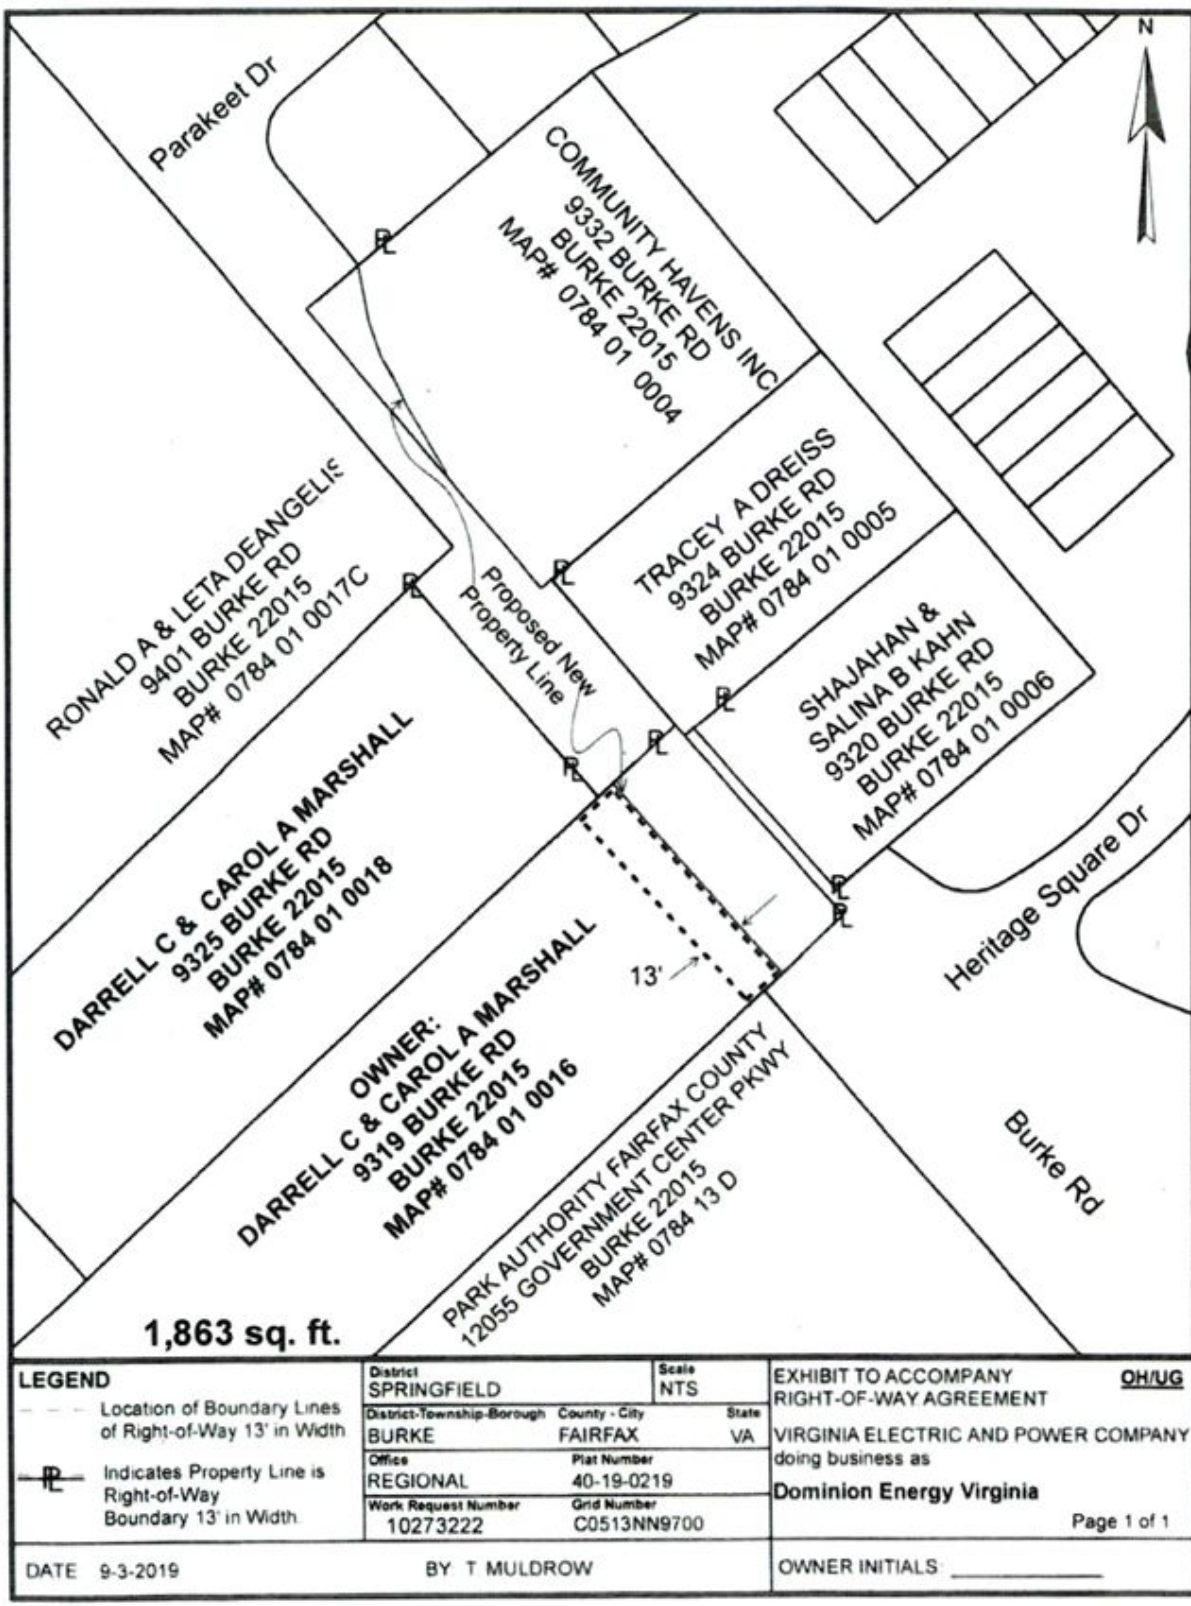 N
Parakeet Dr
COMMUNITY HAVENS INC
9332 BURKE RD
BURKE 22015
MAP# 0784 01 0004
TRACEY A DREISS
9324 BURKE RD
BURKE 22015
MAP# 0784 01 0005
RONALD A & LETA DEANGELIS
9401 BURKE RD
BURKE 22015
MAP# 0784 01 0017C
Proposed New
Property Line
SHAJAHAN &
SALINA B KAHN
9320 BURKE RD
BURKE 22015
MAP# 0784 01 0006
DARRELL C & CAROL A MARSHALL
9325 BURKE RD
BURKE 22015
MAP# 0784 01 0018
Heritage Square Dr
13'
OWNER:
DARRELL C & CAROL A MARSHALL
9319 BURKE RD
BURKE 22015
MAP# 0784 01 0016
PARK AUTHORITY FAIRFAX COUNTY
12055 GOVERNMENT CENTER PKWY
BURKE 22015
MAP# 0784 13 D
Burke Rd
PL
PL
PL
PL
PL
PL
PL
PL
1,863 sq. ft.
LEGEND
Location of Boundary Lines
of Right-of-Way 13' in Width
PL
Indicates Property Line is
Right-of-Way
Boundary 13' in Width
District
SPRINGFIELD
Scale
NTS
District-Township-Borough County - City State
BURKE FAIRFAX VA
Office Plat Number
REGIONAL 40-19-0219
Work Request Number Grid Number
10273222 C0513NN9700
EXHIBIT TO ACCOMPANY OH/UG
RIGHT-OF-WAY AGREEMENT
VIRGINIA ELECTRIC AND POWER COMPANY
doing business as
Dominion Energy Virginia
Page 1 of 1
DATE 9-3-2019 BY T MULDROW
OWNER INITIALS: